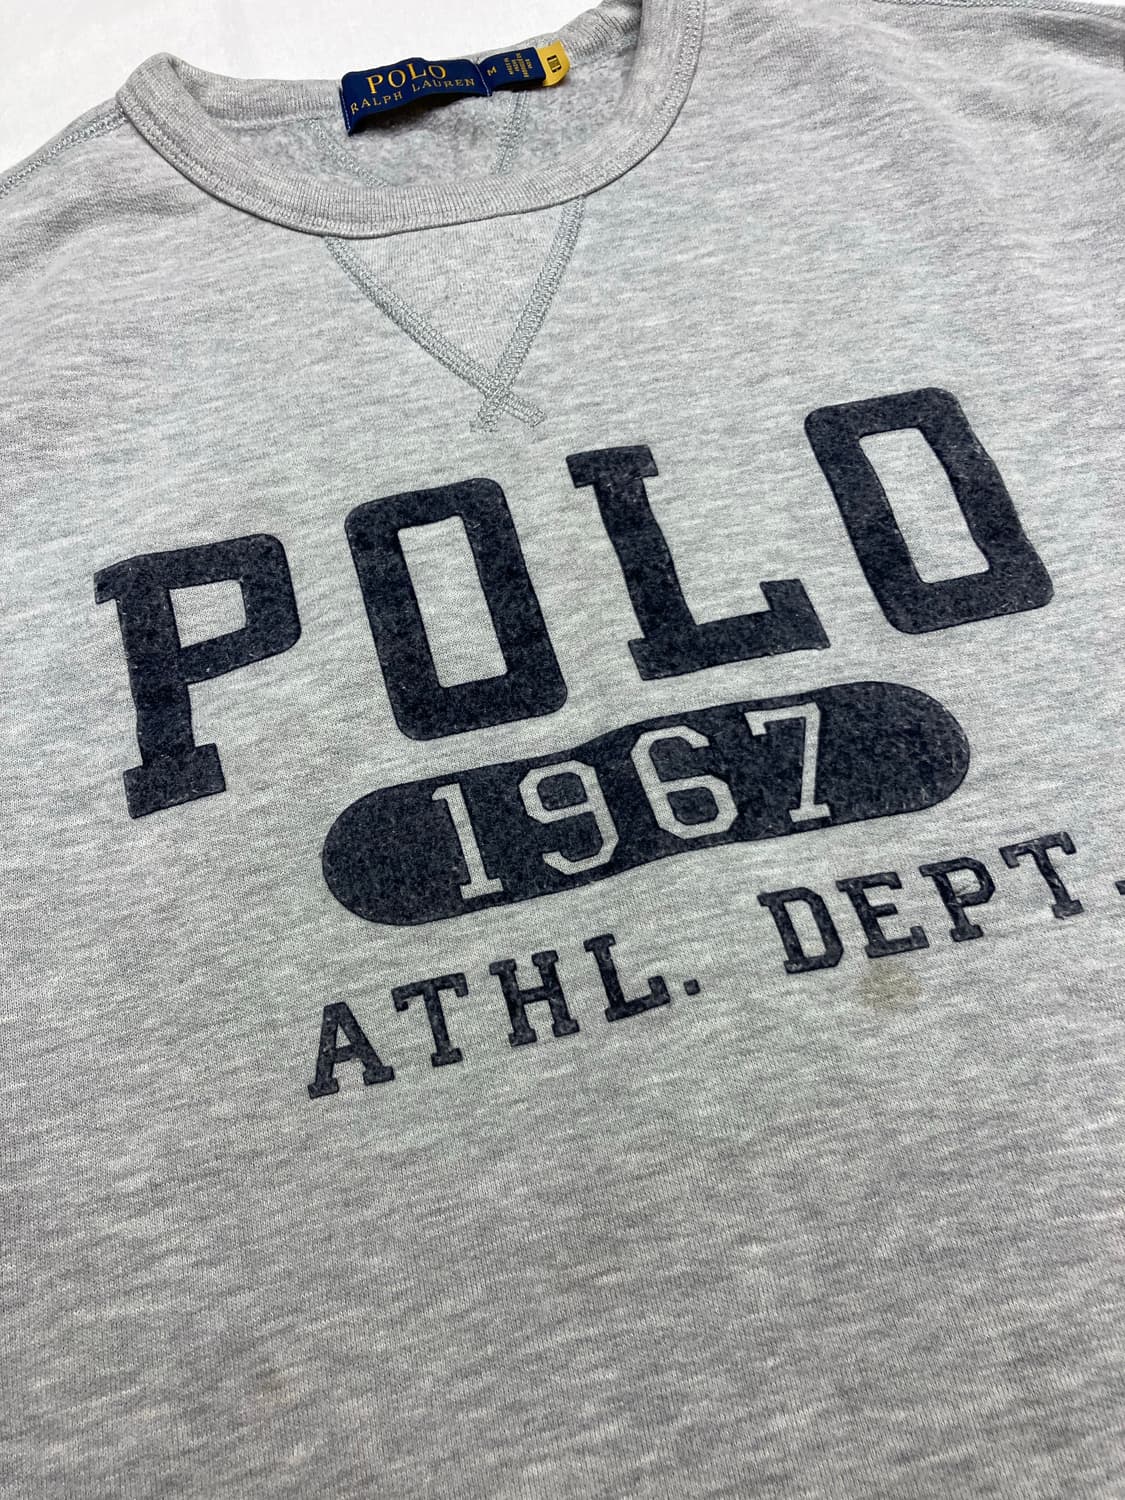 POLO
RALPH LAUREN
M
POLO
1967
ATHL. DEPT.